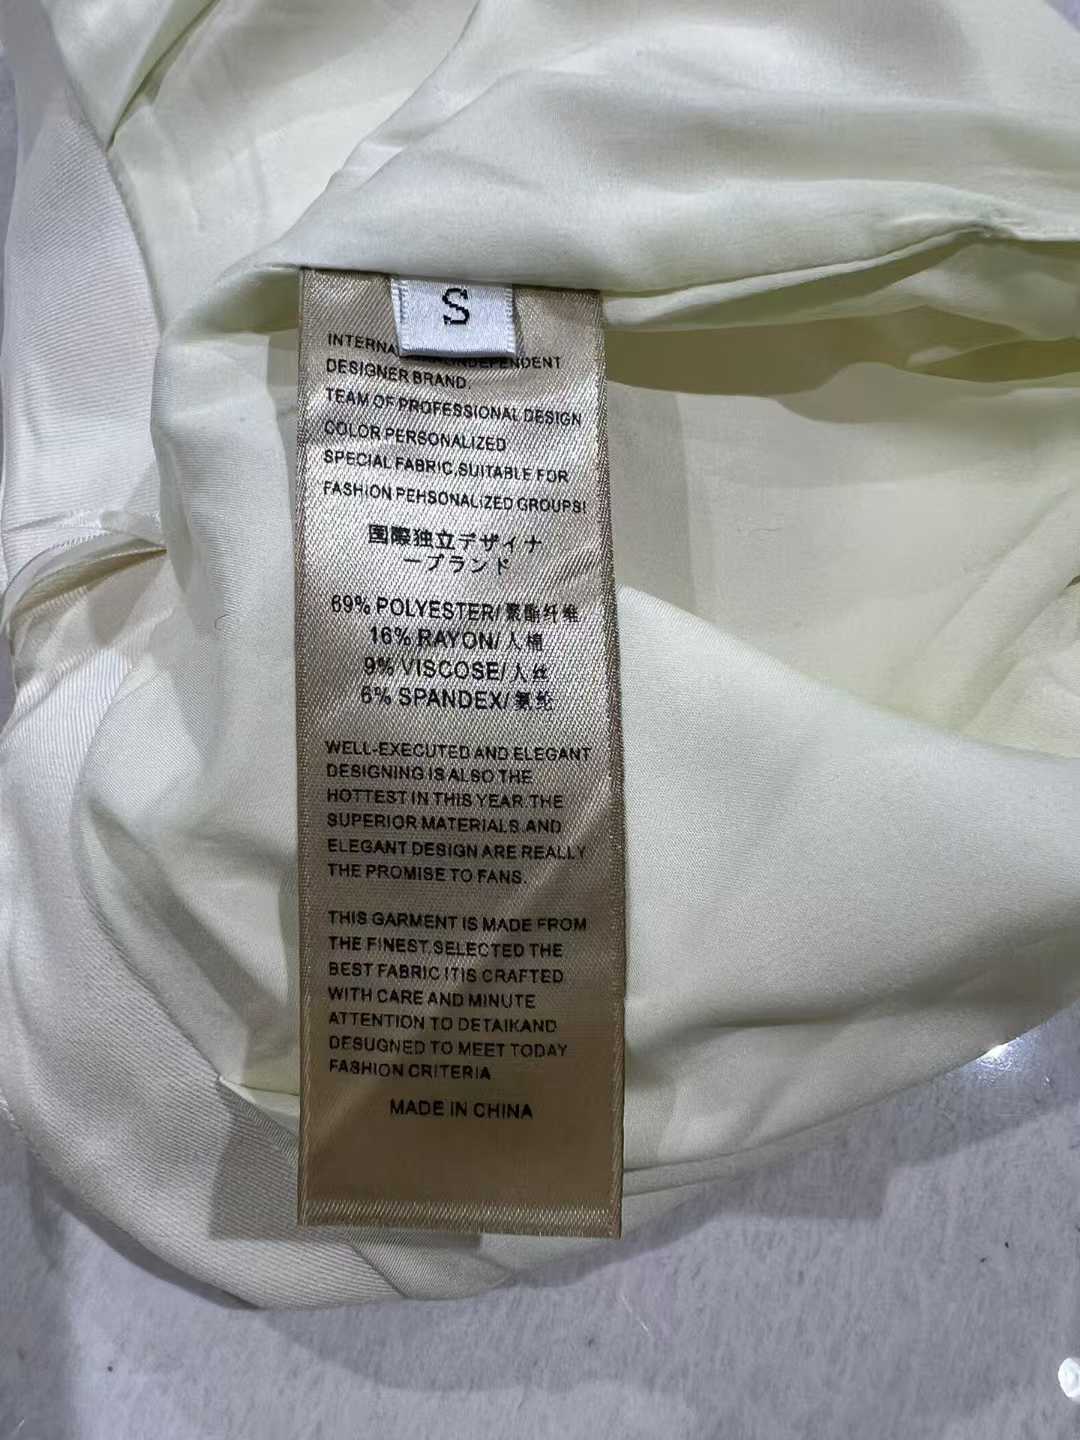 S
INTERNA INDEPENDENT
DESIGNER BRAND.
TEAM OF PROFESSIONAL DESIGN
COLOR PERSONALIZED
SPECIAL FABRIC,SUITABLE FOR
FASHION PEHSONALIZED GROUPS!
国際独立デザイナ
ーブランド
69% POLYESTER/聚酯纤维
16% RAYON/人棉
9% VISCOSE/人丝
6% SPANDEX/氨纶
WELL-EXECUTED AND ELEGANT
DESIGNING IS ALSO THE
HOTTEST IN THIS YEAR.THE
SUPERIOR MATERIALS.AND
ELEGANT DESIGN ARE REALLY
THE PROMISE TO FANS.
THIS GARMENT IS MADE FROM
THE FINEST.SELECTED THE
BEST FABRIC ITIS CRAFTED
WITH CARE AND MINUTE
ATTENTION TO DETAIKAND
DESUGNED TO MEET TODAY
FASHION CRITERIA
MADE IN CHINA